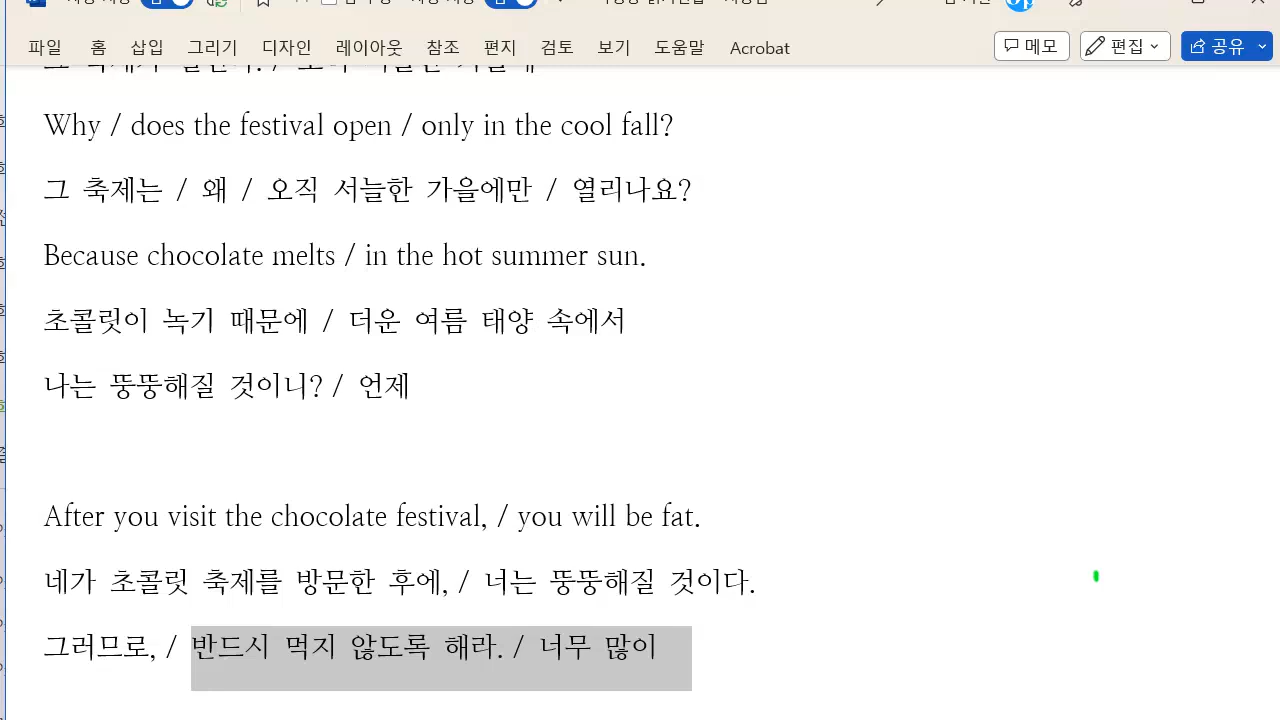 파일 홈 삽입 그리기 디자인 레이아웃 참조 편지 검토 보기 도움말 Acrobat 메모 편집 공유
Why / does the festival open / only in the cool fall?
그 축제는 / 왜 / 오직 서늘한 가을에만 / 열리나요?
Because chocolate melts / in the hot summer sun.
초콜릿이 녹기 때문에 / 더운 여름 태양 속에서
나는 뚱뚱해질 것이니? / 언제
After you visit the chocolate festival, / you will be fat.
네가 초콜릿 축제를 방문한 후에, / 너는 뚱뚱해질 것이다.
그러므로, / 반드시 먹지 않도록 해라. / 너무 많이